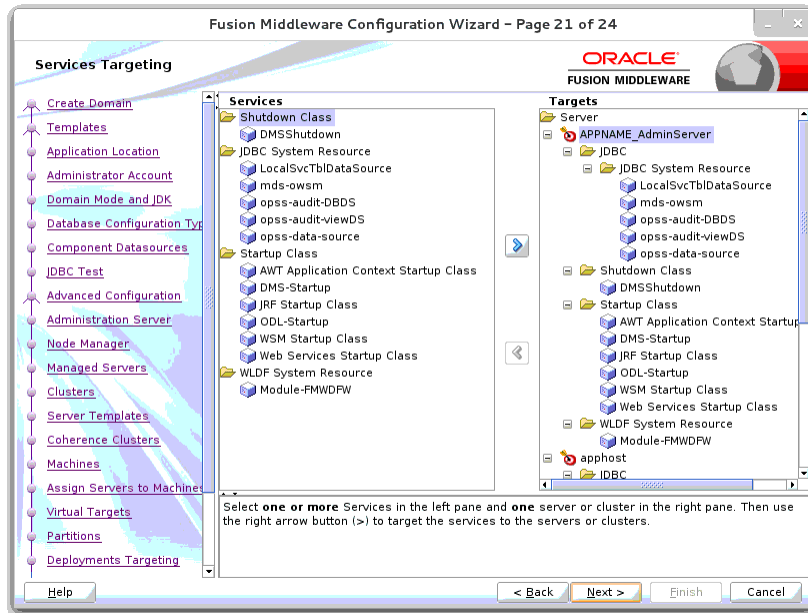 Fusion Middleware Configuration Wizard – Page 21 of 24
Services Targeting
ORACLE
FUSION MIDDLEWARE
Create Domain
Templates
Application Location
Administrator Account
Domain Mode and JDK
Database Configuration Typ
Component Datasources
JDBC Test
Advanced Configuration
Administration Server
Node Manager
Managed Servers
Clusters
Server Templates
Coherence Clusters
Machines
Assign Servers to Machines
Virtual Targets
Partitions
Deployments Targeting
Services
Shutdown Class
DMSShutdown
JDBC System Resource
LocalSvcTblDataSource
mds-owsm
opss-audit-DBDS
opss-audit-viewDS
opss-data-source
Startup Class
AWT Application Context Startup Class
DMS-Startup
JRF Startup Class
ODL-Startup
WSM Startup Class
Web Services Startup Class
WLDF System Resource
Module-FMWDFW
Targets
Server
APPNAME_AdminServer
JDBC
JDBC System Resource
LocalSvcTblDataSource
mds-owsm
opss-audit-DBDS
opss-audit-viewDS
opss-data-source
Shutdown Class
DMSShutdown
Startup Class
AWT Application Context Startup
DMS-Startup
JRF Startup Class
ODL-Startup
WSM Startup Class
Web Services Startup Class
WLDF System Resource
Module-FMWDFW
apphost
JDBC
Select one or more Services in the left pane and one server or cluster in the right pane. Then use
the right arrow button (>) to target the services to the servers or clusters.
Help
< Back
Next >
Finish
Cancel